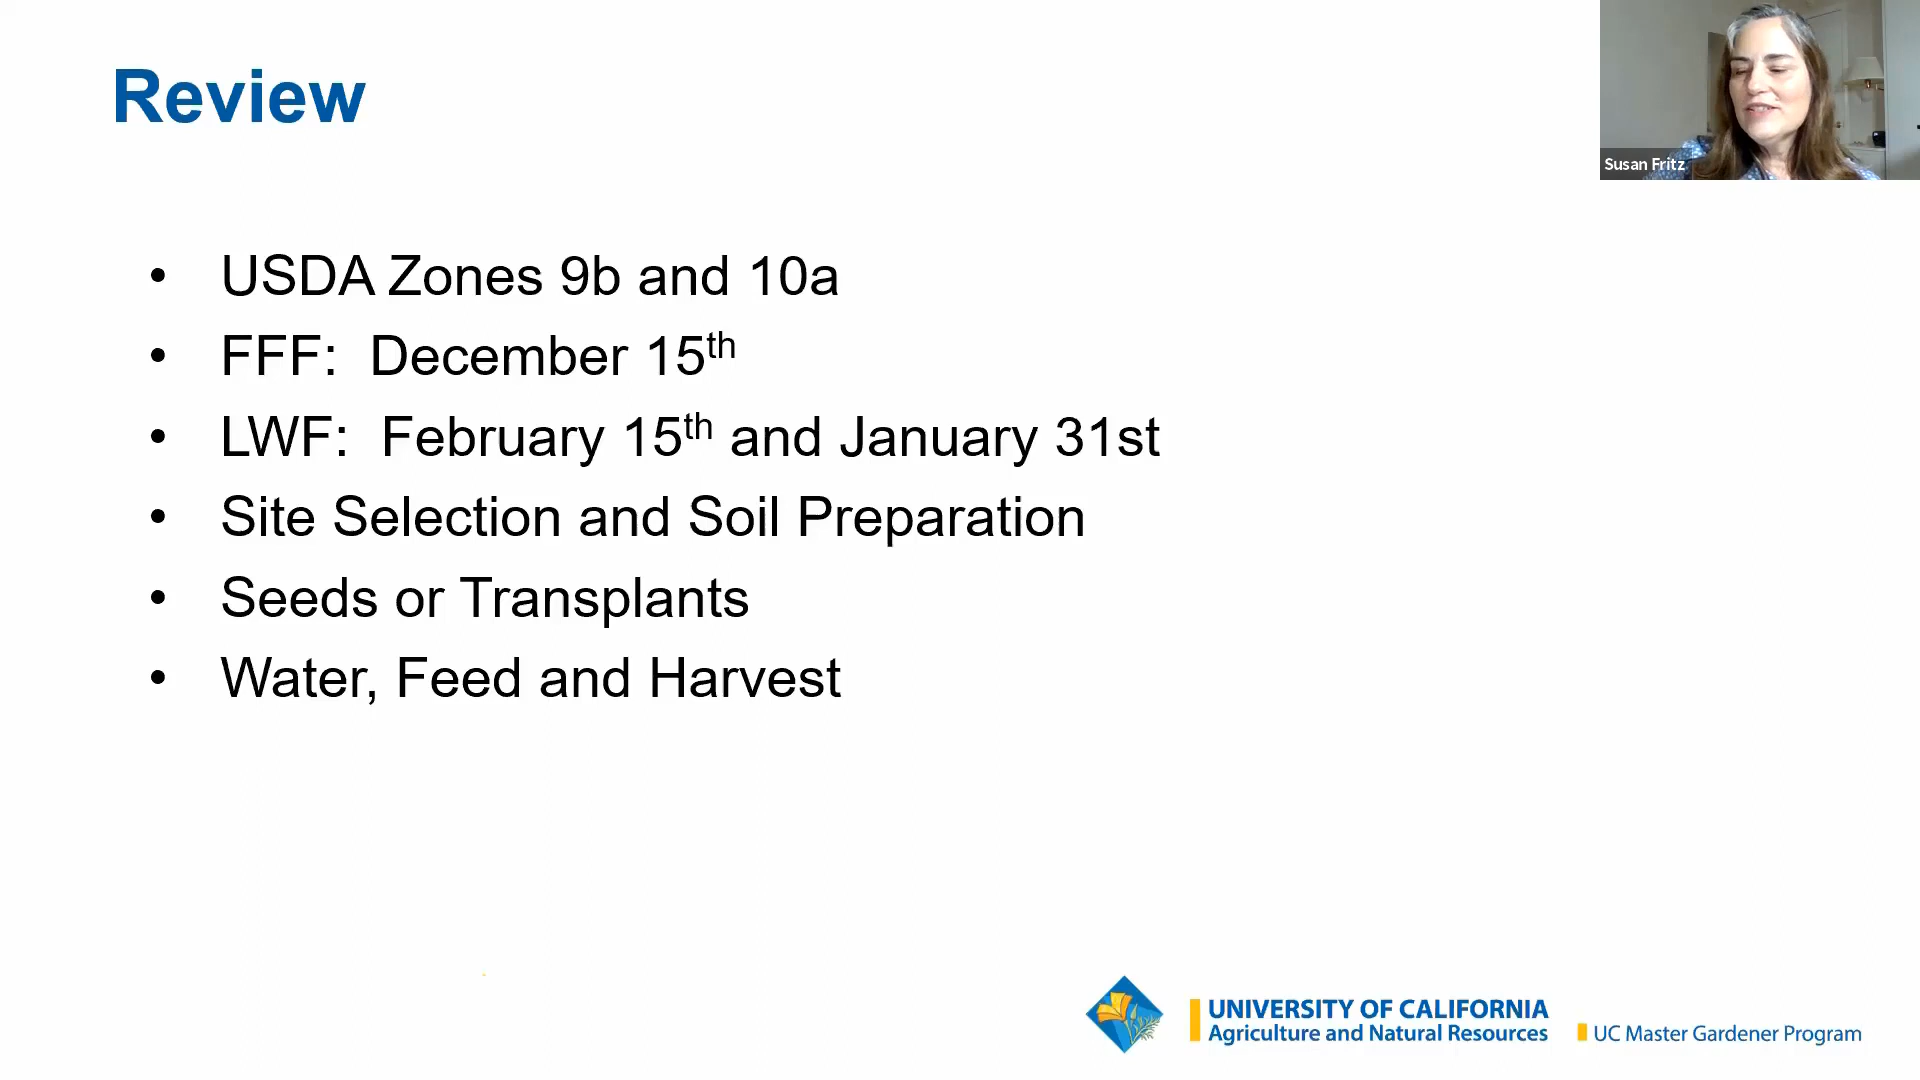 Review
Susan Fritz
• USDA Zones 9b and 10a
• FFF:  December 15th
• LWF:  February 15th and January 31st
• Site Selection and Soil Preparation
• Seeds or Transplants
• Water, Feed and Harvest
UNIVERSITY OF CALIFORNIA
Agriculture and Natural Resources
UC Master Gardener Program